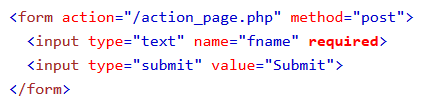 <form action="/action_page.php" method="post">
  <input type="text" name="fname" required>
  <input type="submit" value="Submit">
</form>